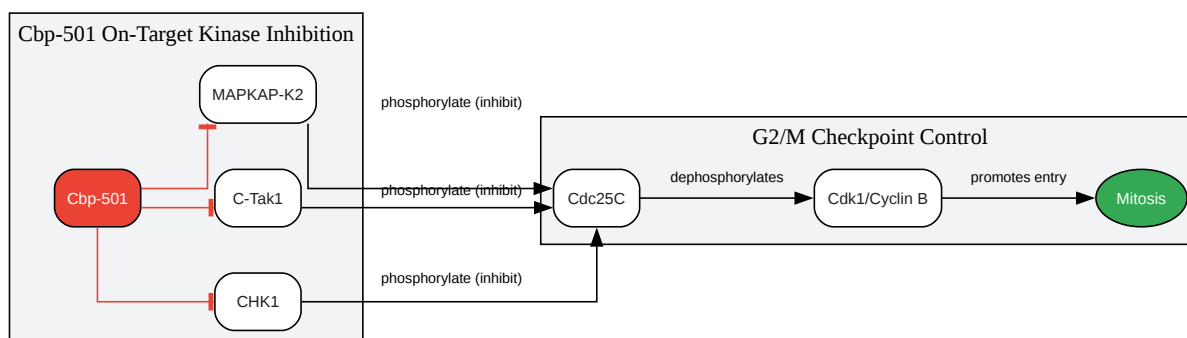 Cbp-501 On-Target Kinase Inhibition
MAPKAP-K2
phosphorylate (inhibit)
G2/M Checkpoint Control
Cbp-501
C-Tak1
phosphorylate (inhibit)
Cdc25C
dephosphorylates
Cdk1/Cyclin B
promotes entry
Mitosis
CHK1
phosphorylate (inhibit)